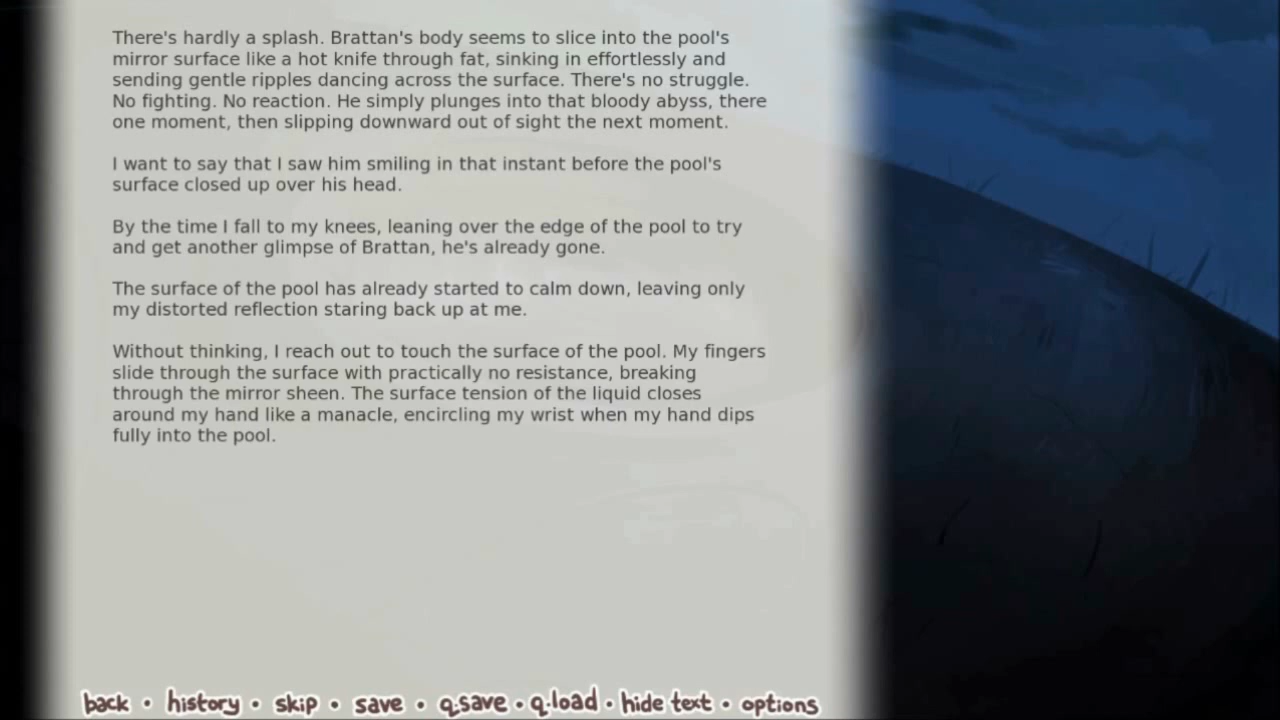 There's hardly a splash. Brattan's body seems to slice into the pool's
mirror surface like a hot knife through fat, sinking in effortlessly and
sending gentle ripples dancing across the surface. There's no struggle.
No fighting. No reaction. He simply plunges into that bloody abyss, there
one moment, then slipping downward out of sight the next moment.
I want to say that I saw him smiling in that instant before the pool's
surface closed up over his head.
By the time I fall to my knees, leaning over the edge of the pool to try
and get another glimpse of Brattan, he's already gone.
The surface of the pool has already started to calm down, leaving only
my distorted reflection staring back up at me.
Without thinking, I reach out to touch the surface of the pool. My fingers
slide through the surface with practically no resistance, breaking
through the mirror sheen. The surface tension of the liquid closes
around my hand like a manacle, encircling my wrist when my hand dips
fully into the pool.
back • history • skip • save • q.save • q.load • hide text • options